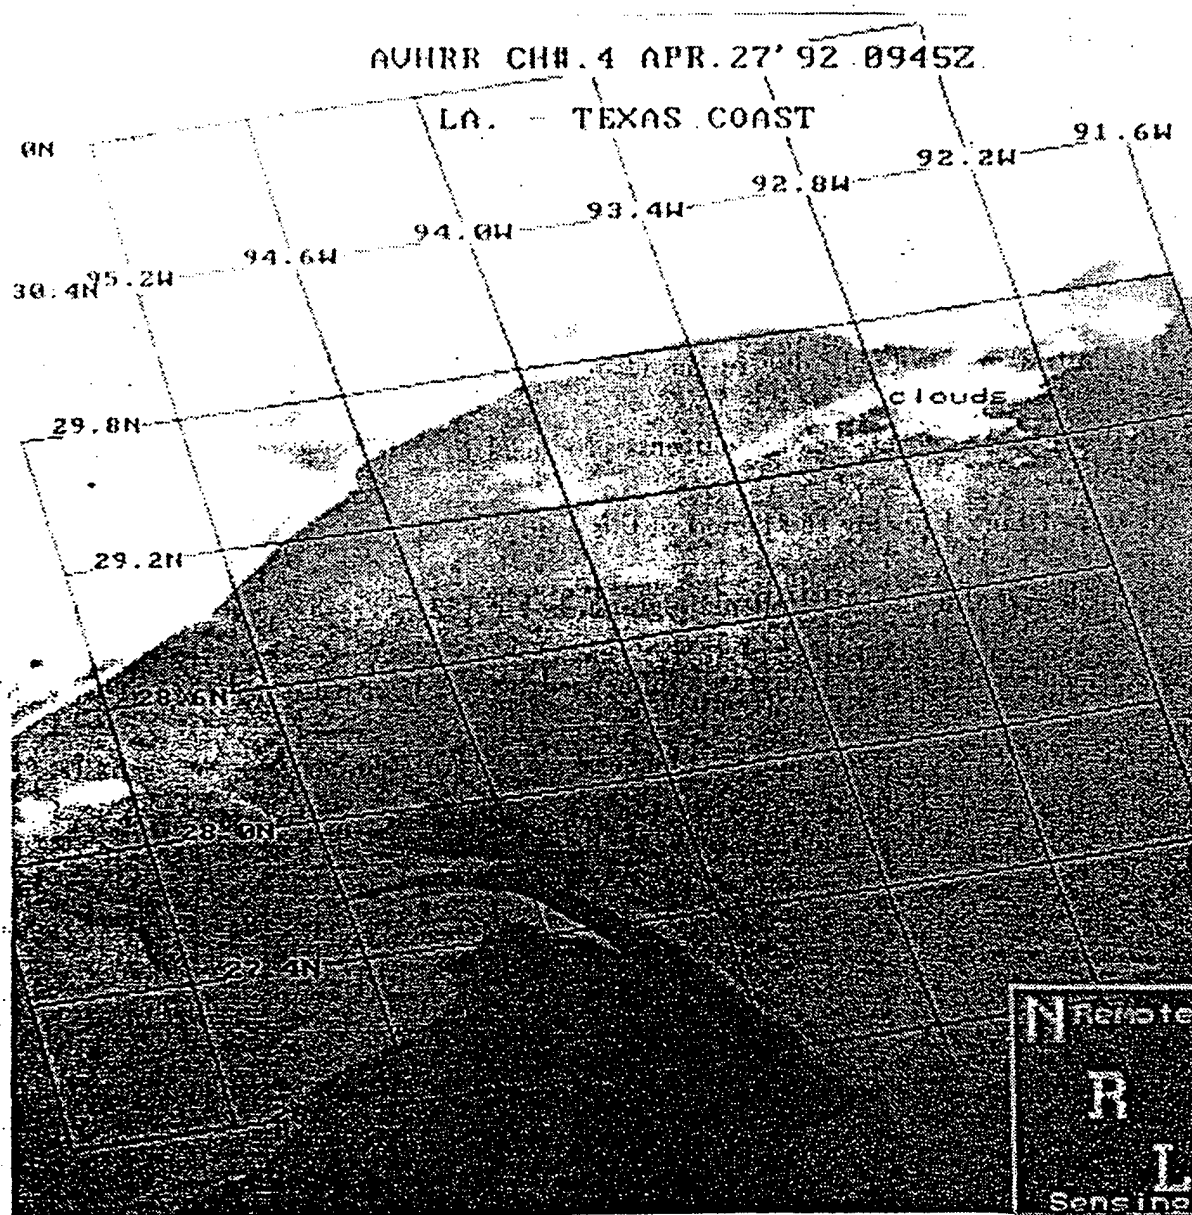 AVHRR CH#.4 APR.27'92 0945Z
LA. - TEXAS COAST
0N
91.6W
92.2W
92.8W
93.4W
94.0W
94.6W
95.2W
30.4N
clouds
29.8N
29.2N
28.6N
28.0N
27.4N
N Remote
R
L
Sensing